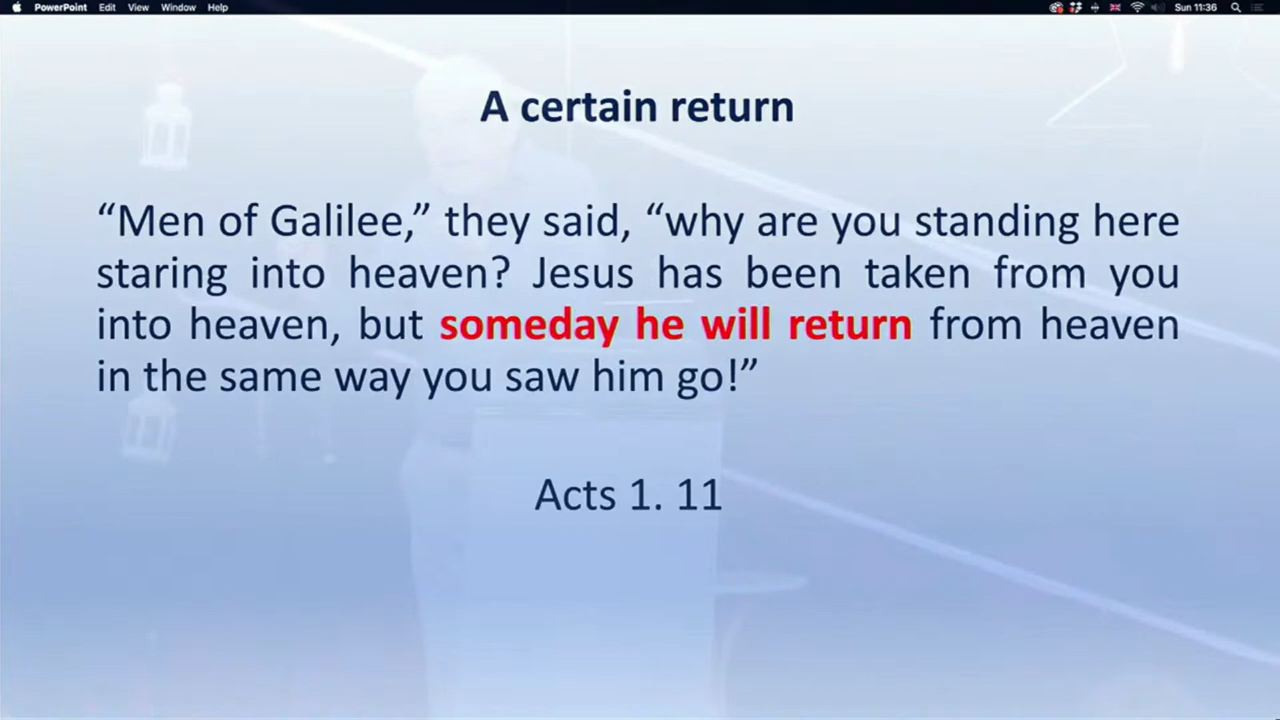 PowerPoint Edit View Window Help Sun 11:36
A certain return
“Men of Galilee,” they said, “why are you standing here
staring into heaven? Jesus has been taken from you
into heaven, but someday he will return from heaven
in the same way you saw him go!”
Acts 1. 11